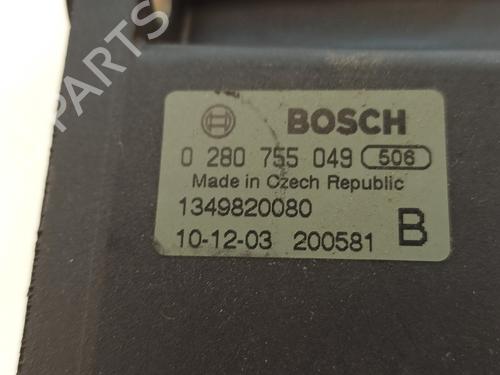 BOSCH
0 280 755 049 506
Made in Czech Republic
1349820080
10-12-03 200581 B
B-PARTS